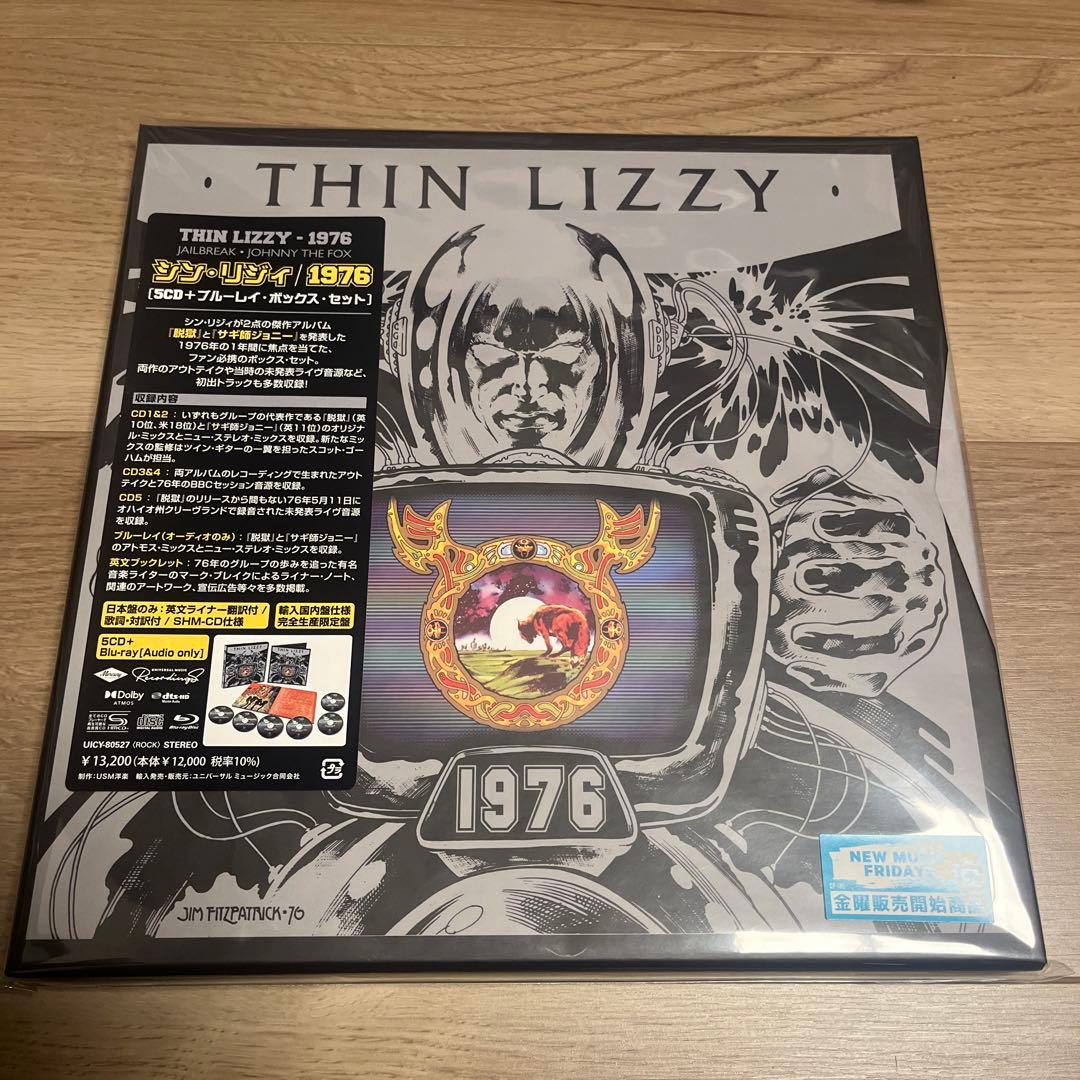 THIN LIZZY
THIN LIZZY - 1976
JAILBREAK • JOHNNY THE FOX
シン・リジィ / 1976
[5CD+ブルーレイ・ボックス・セット]
シン・リジィが2点の傑作アルバム
『脱獄』と『サギ師ジョニー』を発表した
1976年の1年間に焦点を当てた、
ファン必携のボックス・セット。
両作のアウトテイクや当時の未発表ライヴ音源など、
初出トラックも多数収録!
収録内容
CD1&2 : いずれもグループの代表作である『脱獄』(英
10位、米18位)と『サギ師ジョニー』(英11位)のオリジナ
ル・ミックスとニュー・ステレオ・ミックスを収録。新たなミッ
クスの監修はツイン・ギターの一翼を担ったスコット・ゴー
ハムが担当。
CD3&4 : 両アルバムのレコーディングで生まれたアウト
テイクと76年のBBCセッション音源を収録。
CD5 : 『脱獄』のリリースから間もない76年5月11日に
オハイオ州クリーヴランドで録音された未発表ライヴ音源
を収録。
ブルーレイ(オーディオのみ) : 『脱獄』と『サギ師ジョニー』
のアトモス・ミックスとニュー・ステレオ・ミックスを収録。
英文ブックレット : 76年のグループの歩みを追った有名
音楽ライターのマーク・ブレイクによるライナー・ノート、
関連のアートワーク、宣伝広告等々を多数掲載。
日本盤のみ : 英文ライナー翻訳付 /
歌詞・対訳付 / SHM-CD仕様
輸入国内盤仕様
完全生産限定盤
5CD+
Blu-ray[Audio only]
Mercury
UNIVERSAL MUSIC
Recordings
Dolby
ATMOS
dts-HD
Master Audio
COMPACT
disc
DIGITAL AUDIO
Blu-ray Disc
THIN LIZZY
UICY-80527 (ROCK) STEREO
¥13,200(本体¥12,000 税率10%)
制作:USM洋楽 輸入発売・販売元:ユニバーサル ミュージック合同会社
1976
JIM FITZPATRICK • 76
NEW
FRIDAY
金曜販売開始商品